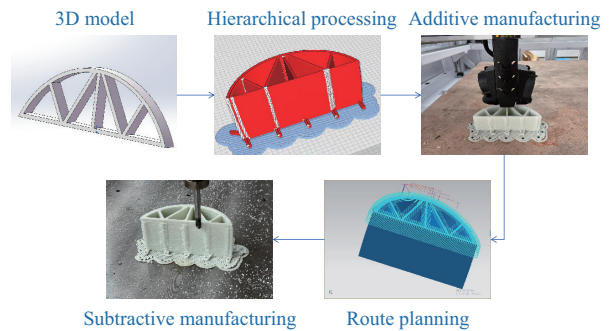 3D model
Hierarchical processing
Additive manufacturing
Subtractive manufacturing
Route planning